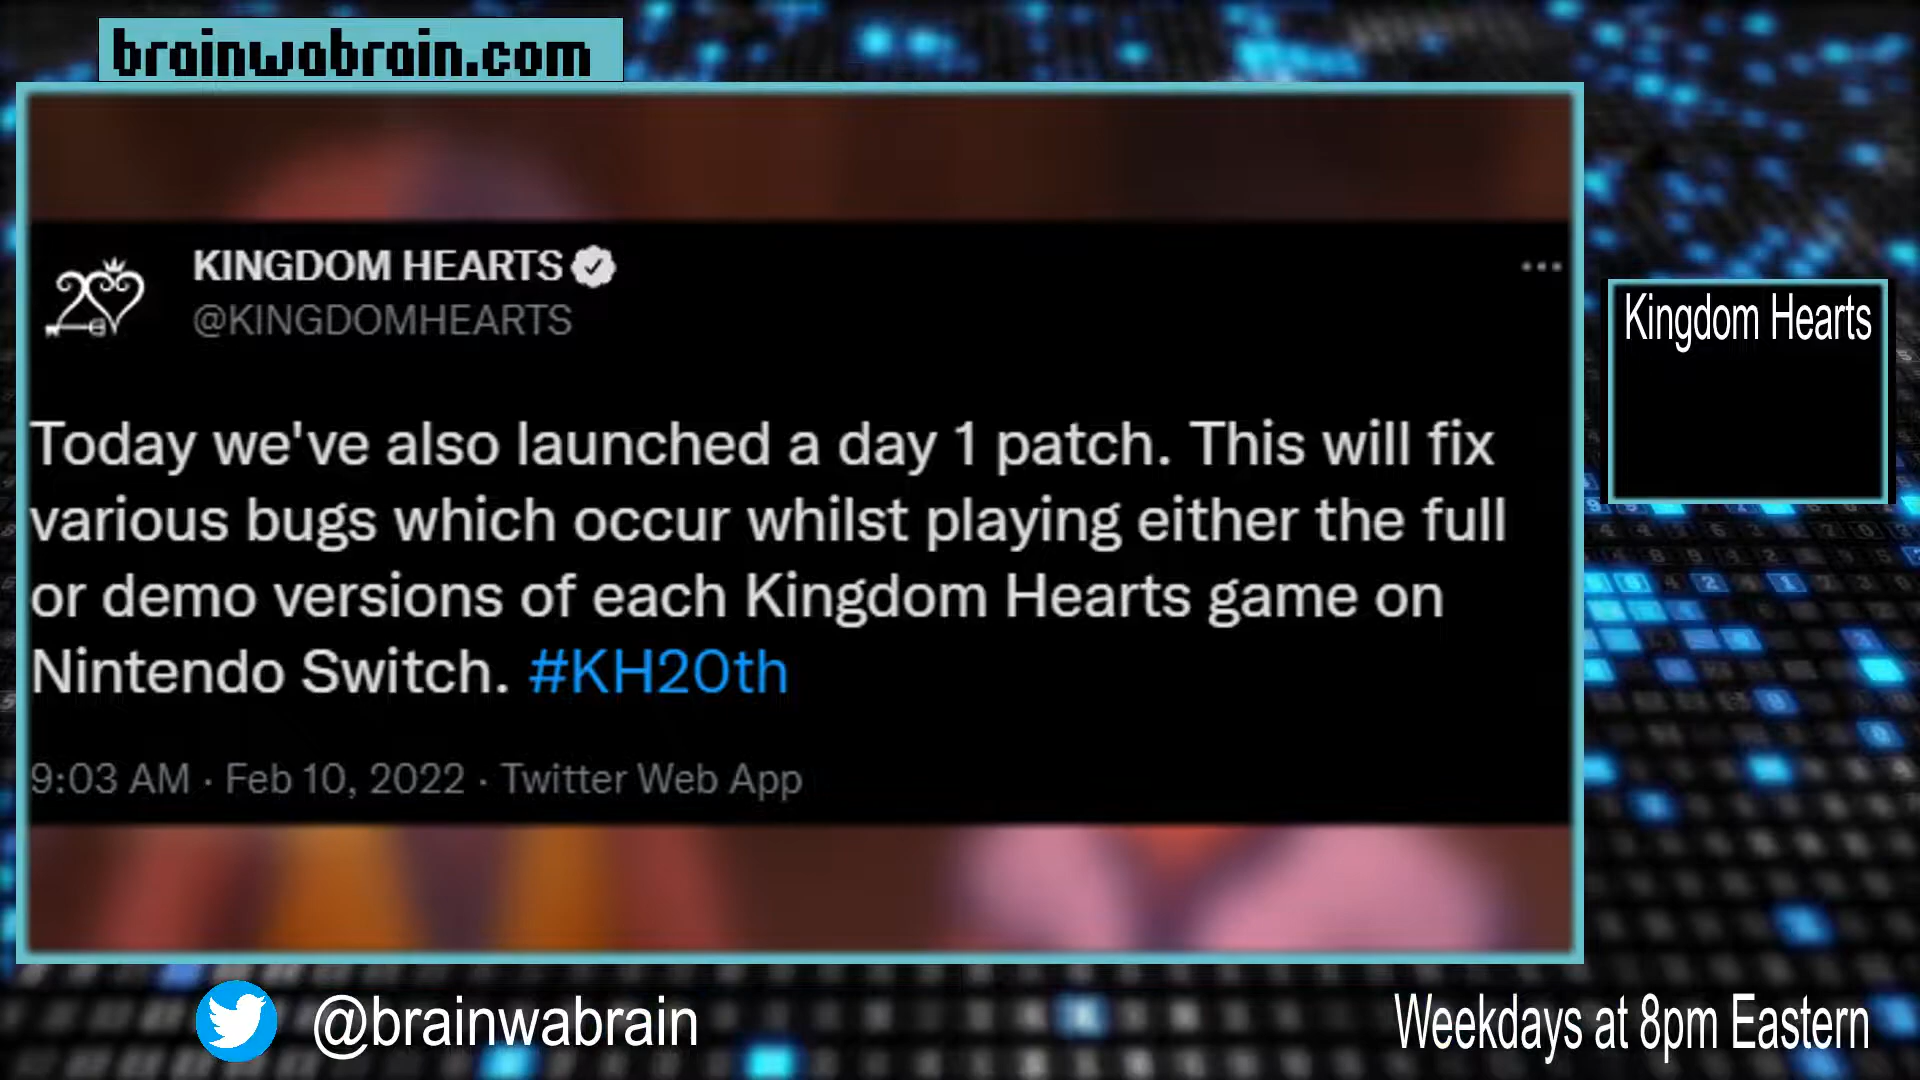 brainwabrain.com
KINGDOM HEARTS
@KINGDOMHEARTS
Kingdom Hearts
Today we've also launched a day 1 patch. This will fix
various bugs which occur whilst playing either the full
or demo versions of each Kingdom Hearts game on
Nintendo Switch. #KH20th
9:03 AM · Feb 10, 2022 · Twitter Web App
@brainwabrain
Weekdays at 8pm Eastern